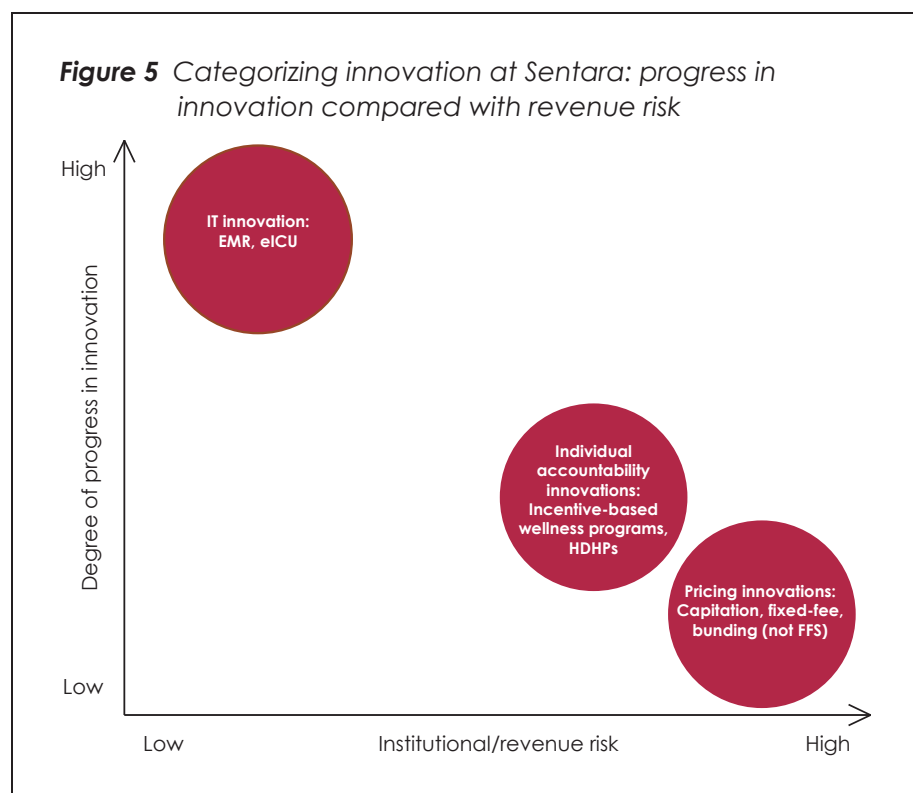 Figure 5 Categorizing innovation at Sentara: progress in
innovation compared with revenue risk
High
IT innovation:
EMR, eICU
Degree of progress in innovation
Individual
accountability
innovations:
Incentive-based
wellness programs,
HDHPs
Pricing innovations:
Capitation, fixed-fee,
bunding (not FFS)
Low
Low
Institutional/revenue risk
High